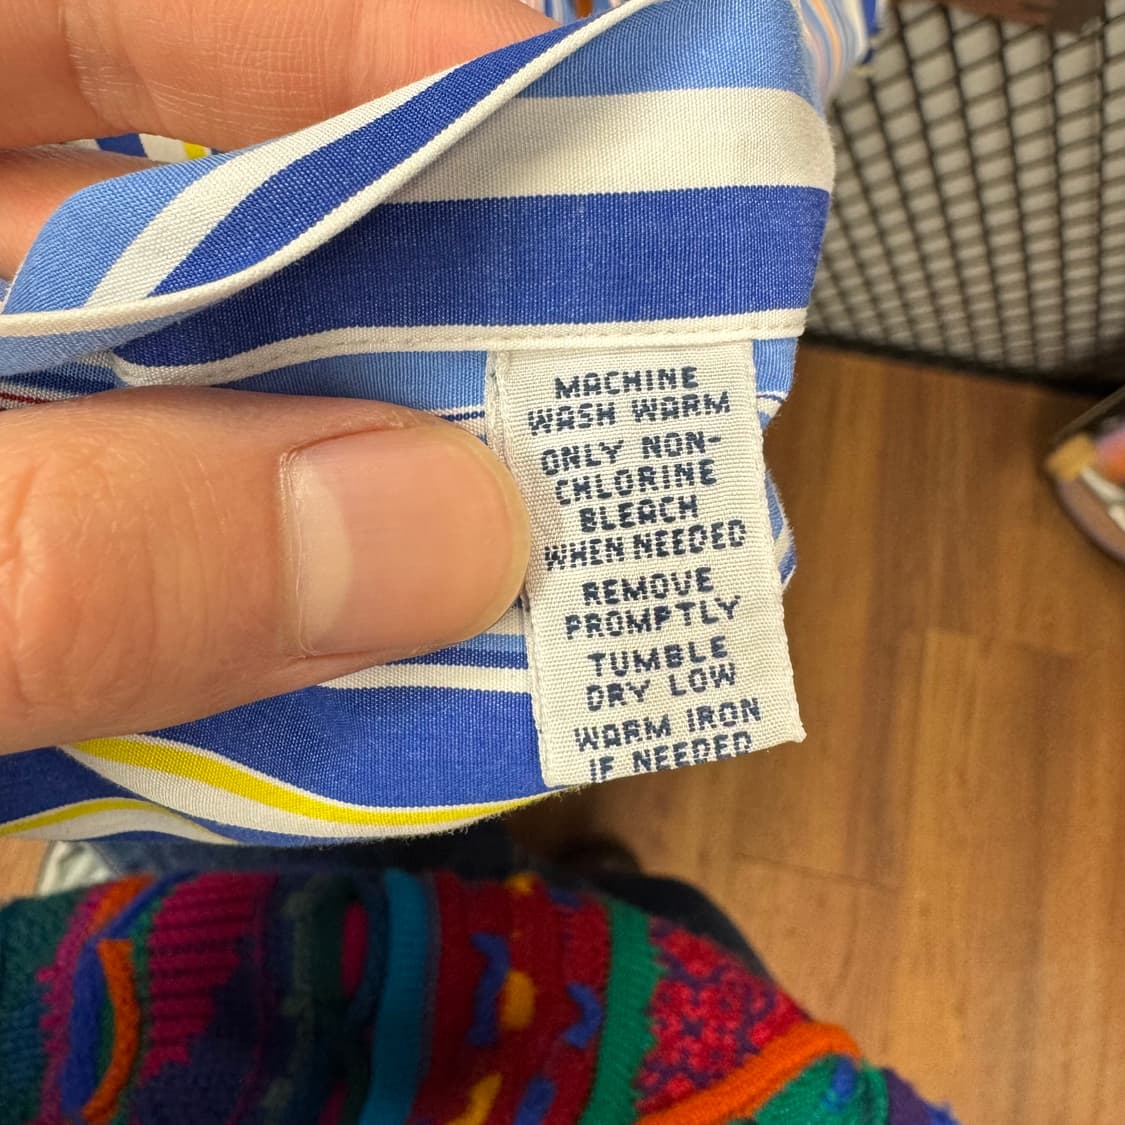 MACHINE
WASH WARM
ONLY NON-
CHLORINE
BLEACH
WHEN NEEDED
REMOVE
PROMPTLY
TUMBLE
DRY LOW
WARM IRON
IF NEEDED